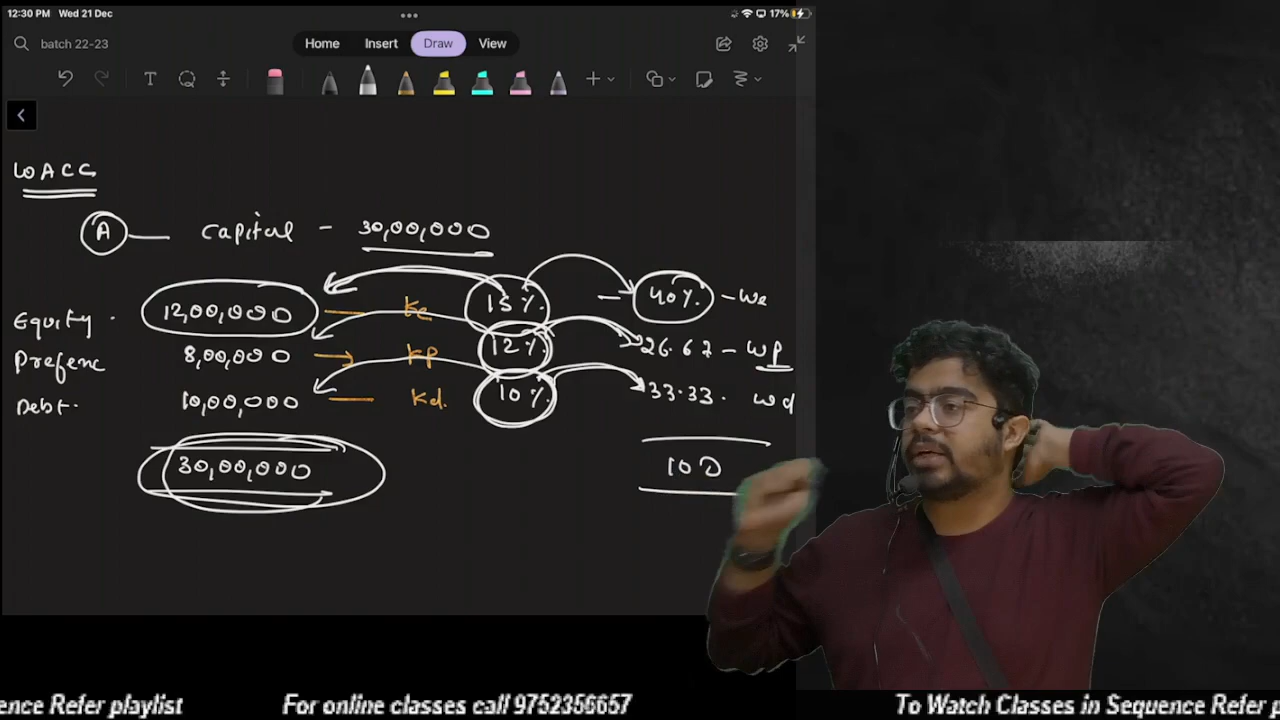 12:30 PM Wed 21 Dec
17%
batch 22-23
Home Insert Draw View
WACC
A — capital - 30,00,000
Equity 12,00,000 — Ke 15% — 40% - We
Prefenc 8,00,000 → Kp 12% 26.67 - WP
Debt. 10,00,000 — Kd. 10% 33.33. Wd
30,00,000 100
ence Refer playlist For online classes call 9752356657 To Watch Classes in Sequence Refer p